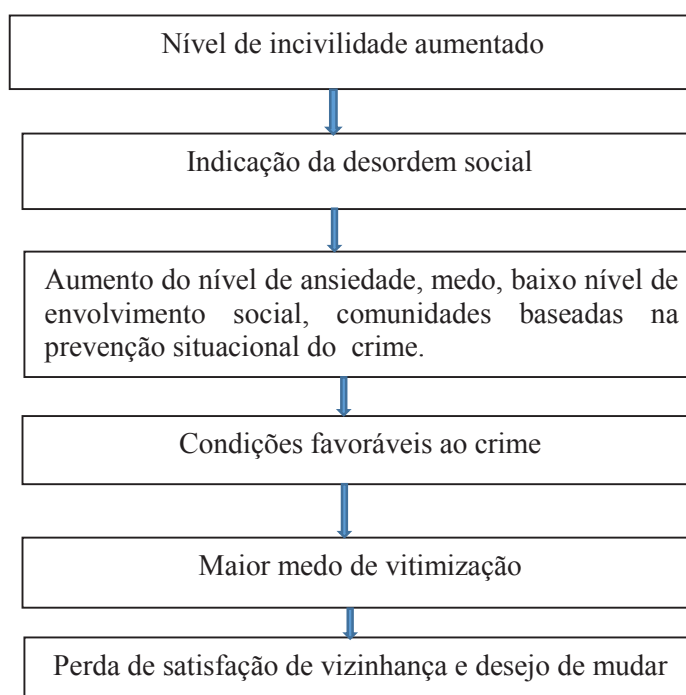 Nível de incivilidade aumentado
Indicação da desordem social
Aumento do nível de ansiedade, medo, baixo nível de
envolvimento social, comunidades baseadas na
prevenção situacional do crime.
Condições favoráveis ao crime
Maior medo de vitimização
Perda de satisfação de vizinhança e desejo de mudar